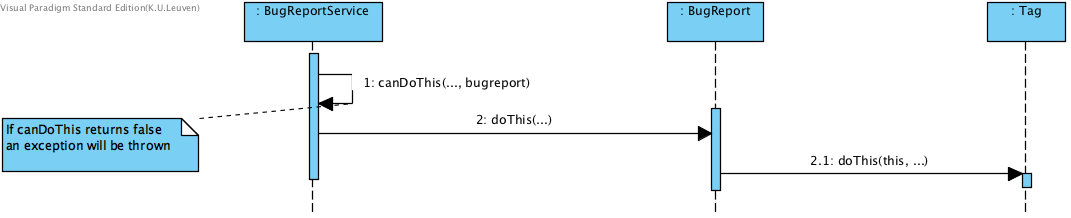 Visual Paradigm Standard Edition(K.U.Leuven)
: BugReportService
: BugReport
: Tag
1: canDoThis(..., bugreport)
2: doThis(...)
If canDoThis returns false
an exception will be thrown
2.1: doThis(this, ...)